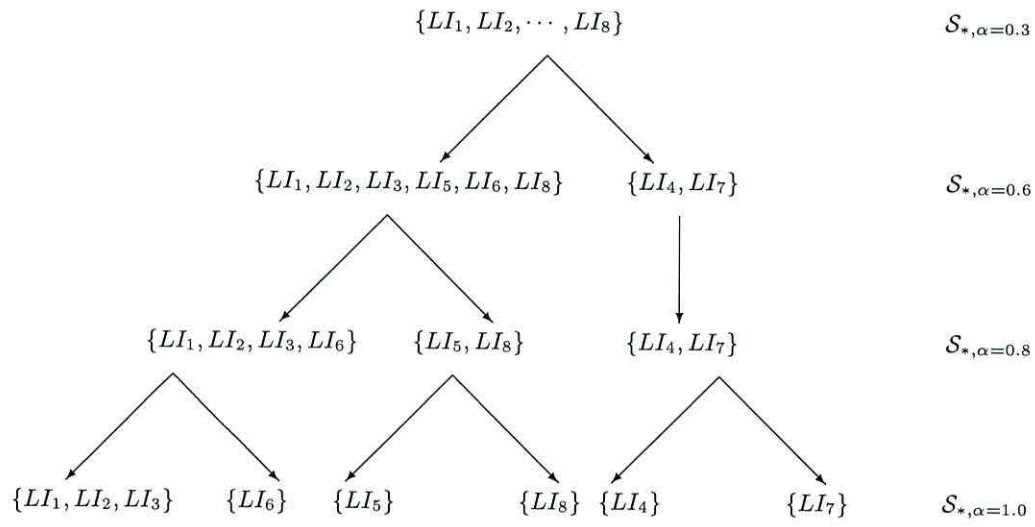 {LI₁, LI₂, ⋯ , LI₈} 𝒮∗,α=0.3
{LI₁, LI₂, LI₃, LI₅, LI₆, LI₈} {LI₄, LI₇} 𝒮∗,α=0.6
{LI₁, LI₂, LI₃, LI₆} {LI₅, LI₈} {LI₄, LI₇} 𝒮∗,α=0.8
{LI₁, LI₂, LI₃} {LI₆} {LI₅} {LI₈} {LI₄} {LI₇} 𝒮∗,α=1.0